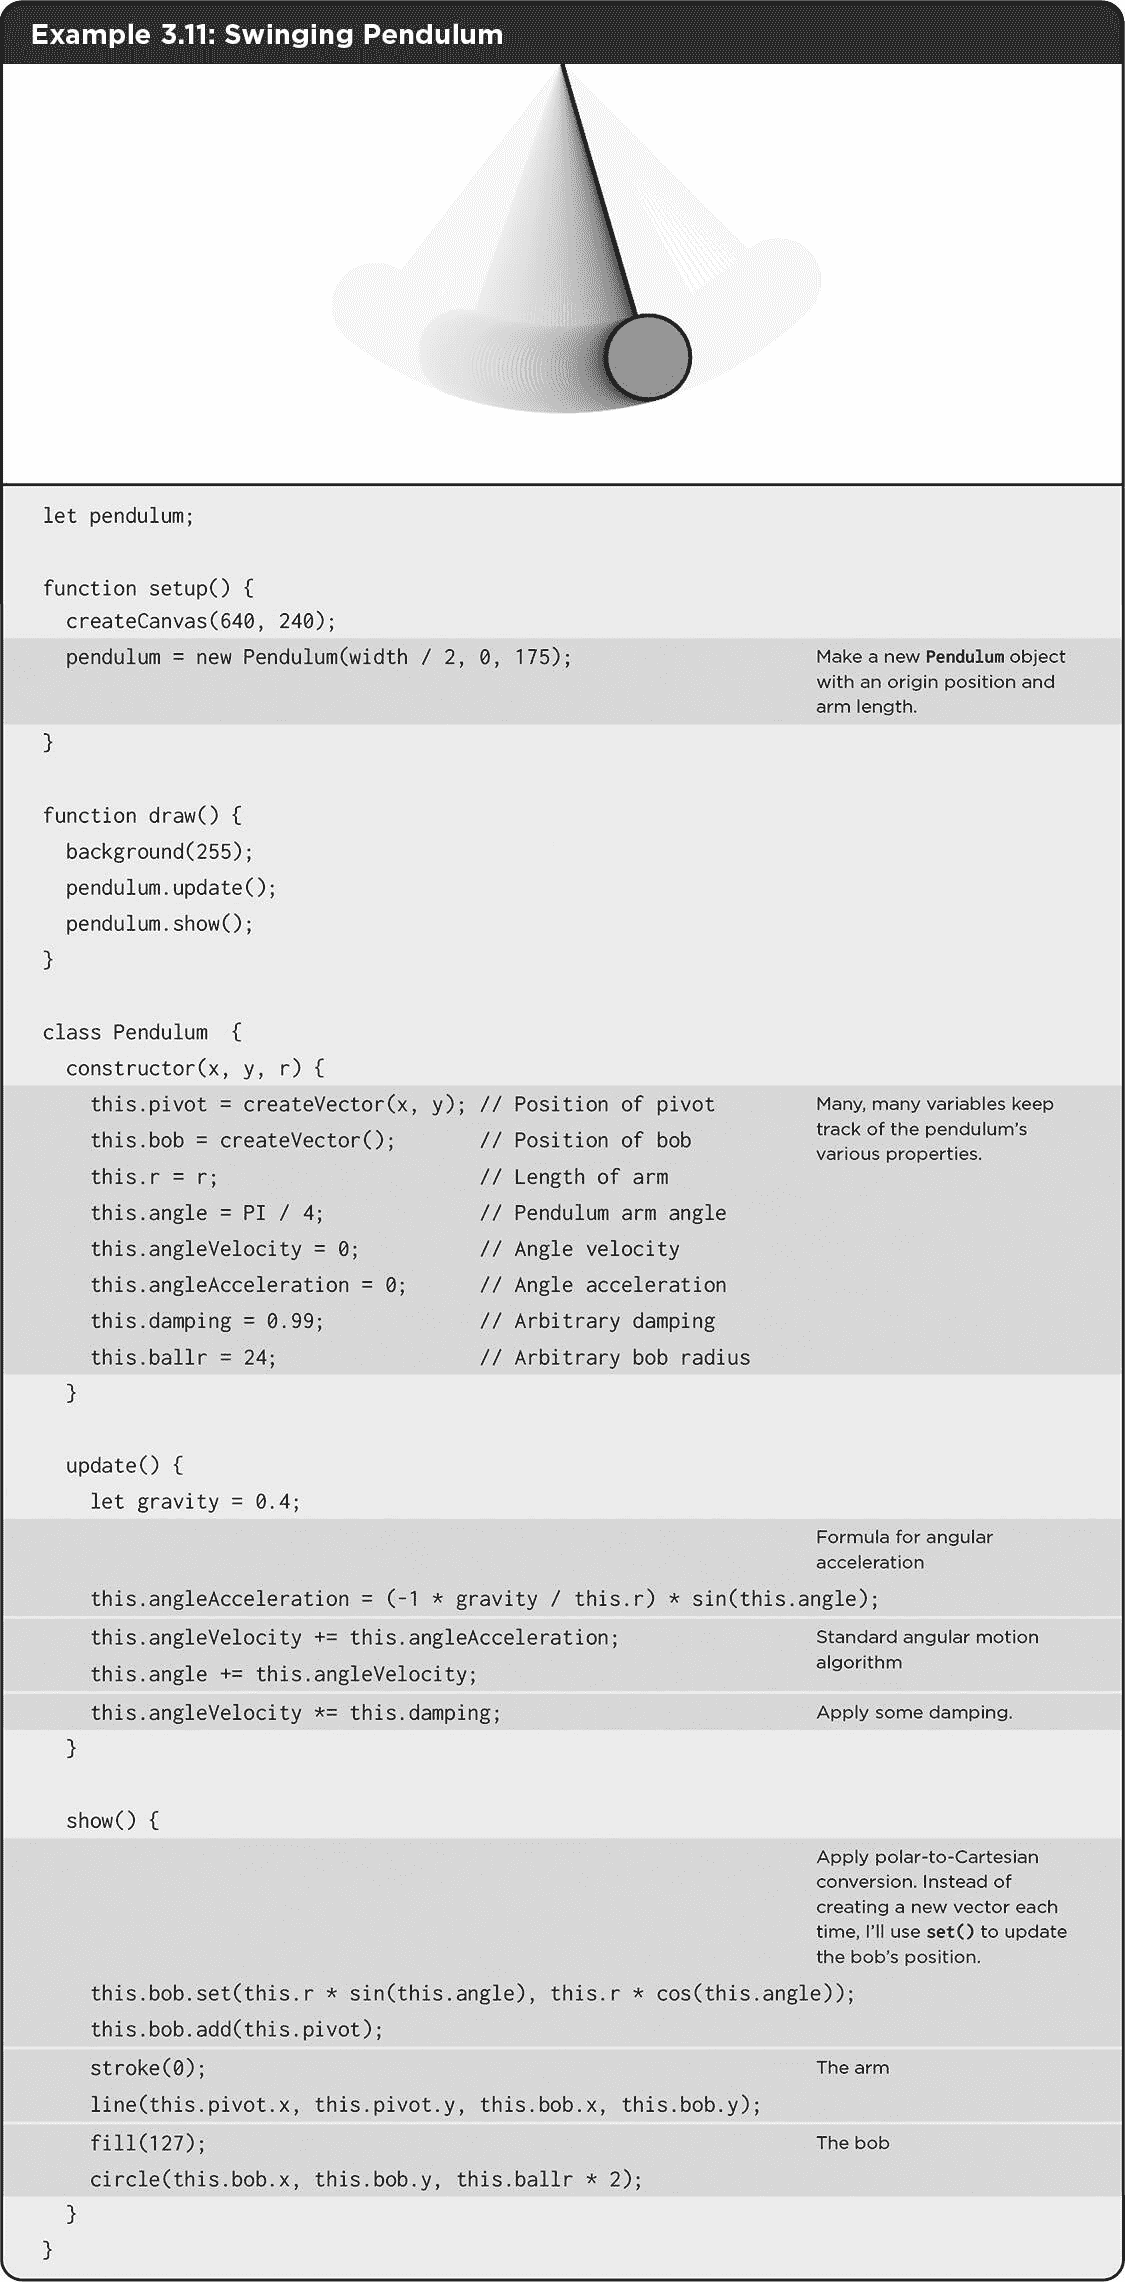 Example 3.11: Swinging Pendulum
let pendulum;
function setup() {
createCanvas(640, 240);
pendulum = new Pendulum(width / 2, 0, 175);
Make a new Pendulum object
with an origin position and
arm length.
}
function draw() {
background(255);
pendulum.update();
pendulum.show();
}
class Pendulum  {
constructor(x, y, r) {
this.pivot = createVector(x, y); // Position of pivot
this.bob = createVector();       // Position of bob
this.r = r;                      // Length of arm
this.angle = PI / 4;             // Pendulum arm angle
this.angleVelocity = 0;          // Angle velocity
this.angleAcceleration = 0;      // Angle acceleration
this.damping = 0.99;             // Arbitrary damping
this.ballr = 24;                 // Arbitrary bob radius
Many, many variables keep
track of the pendulum’s
various properties.
}
update() {
let gravity = 0.4;
Formula for angular
acceleration
this.angleAcceleration = (-1 * gravity / this.r) * sin(this.angle);
this.angleVelocity += this.angleAcceleration;
this.angle += this.angleVelocity;
Standard angular motion
algorithm
this.angleVelocity *= this.damping;
Apply some damping.
}
show() {
Apply polar-to-Cartesian
conversion. Instead of
creating a new vector each
time, I’ll use set() to update
the bob’s position.
this.bob.set(this.r * sin(this.angle), this.r * cos(this.angle));
this.bob.add(this.pivot);
stroke(0);
The arm
line(this.pivot.x, this.pivot.y, this.bob.x, this.bob.y);
fill(127);
The bob
circle(this.bob.x, this.bob.y, this.ballr * 2);
}
}